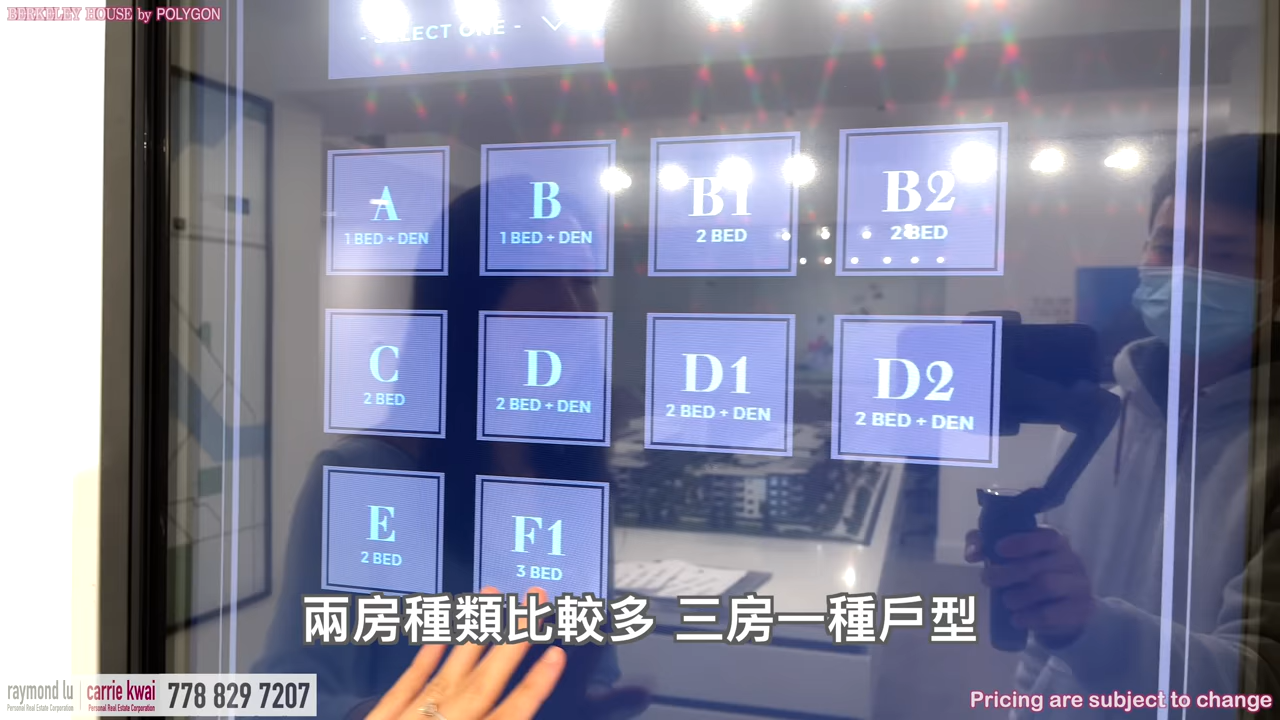 BERKELEY HOUSE by POLYGON
- SELECT ONE -
A
1 BED + DEN
B
1 BED + DEN
B1
2 BED
B2
2 BED
C
2 BED
D
2 BED + DEN
D1
2 BED + DEN
D2
2 BED + DEN
E
2 BED
F1
3 BED
兩房種類比較多 三房一種戶型
raymond lu
Personal Real Estate Corporation
carrie kwai
Personal Real Estate Corporation
778 829 7207
Pricing are subject to change